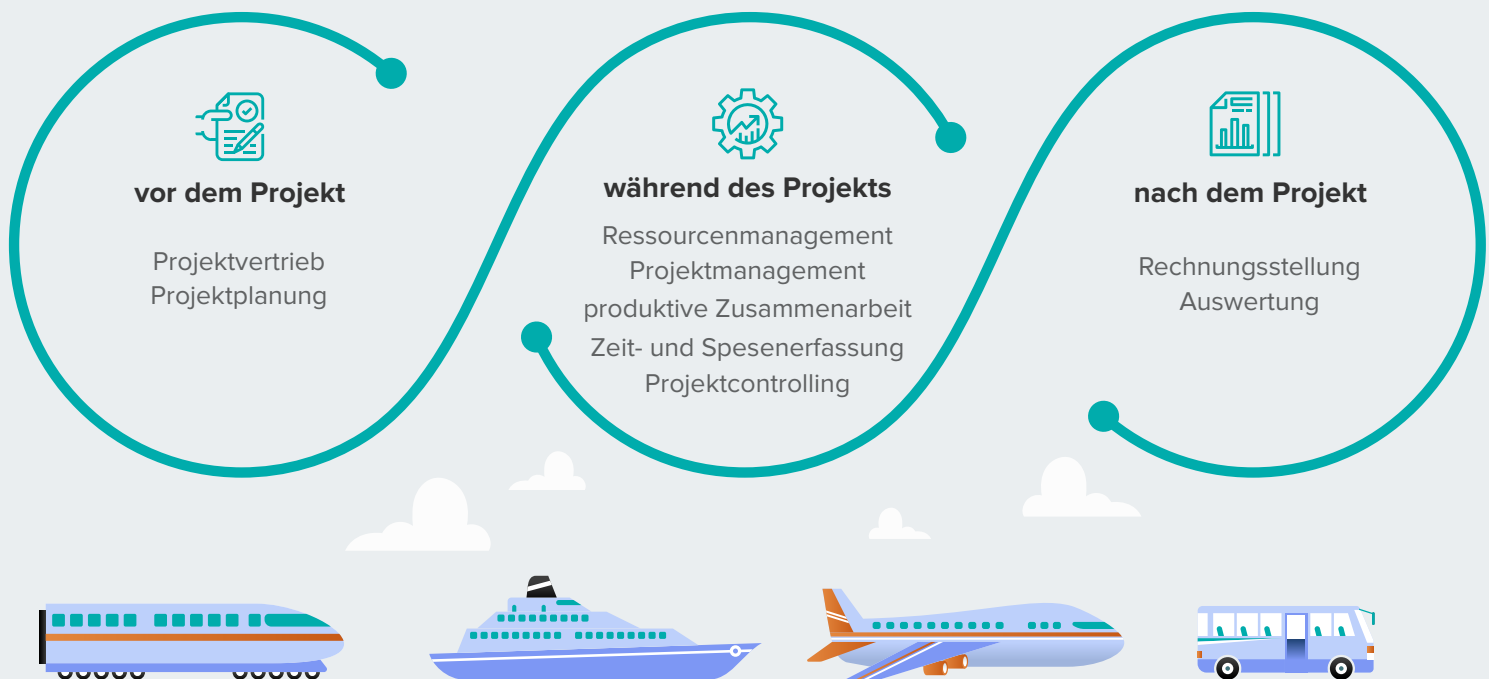 vor dem Projekt
Projektvertrieb
Projektplanung
während des Projekts
Ressourcenmanagement
Projektmanagement
produktive Zusammenarbeit
Zeit- und Spesenerfassung
Projektcontrolling
nach dem Projekt
Rechnungsstellung
Auswertung